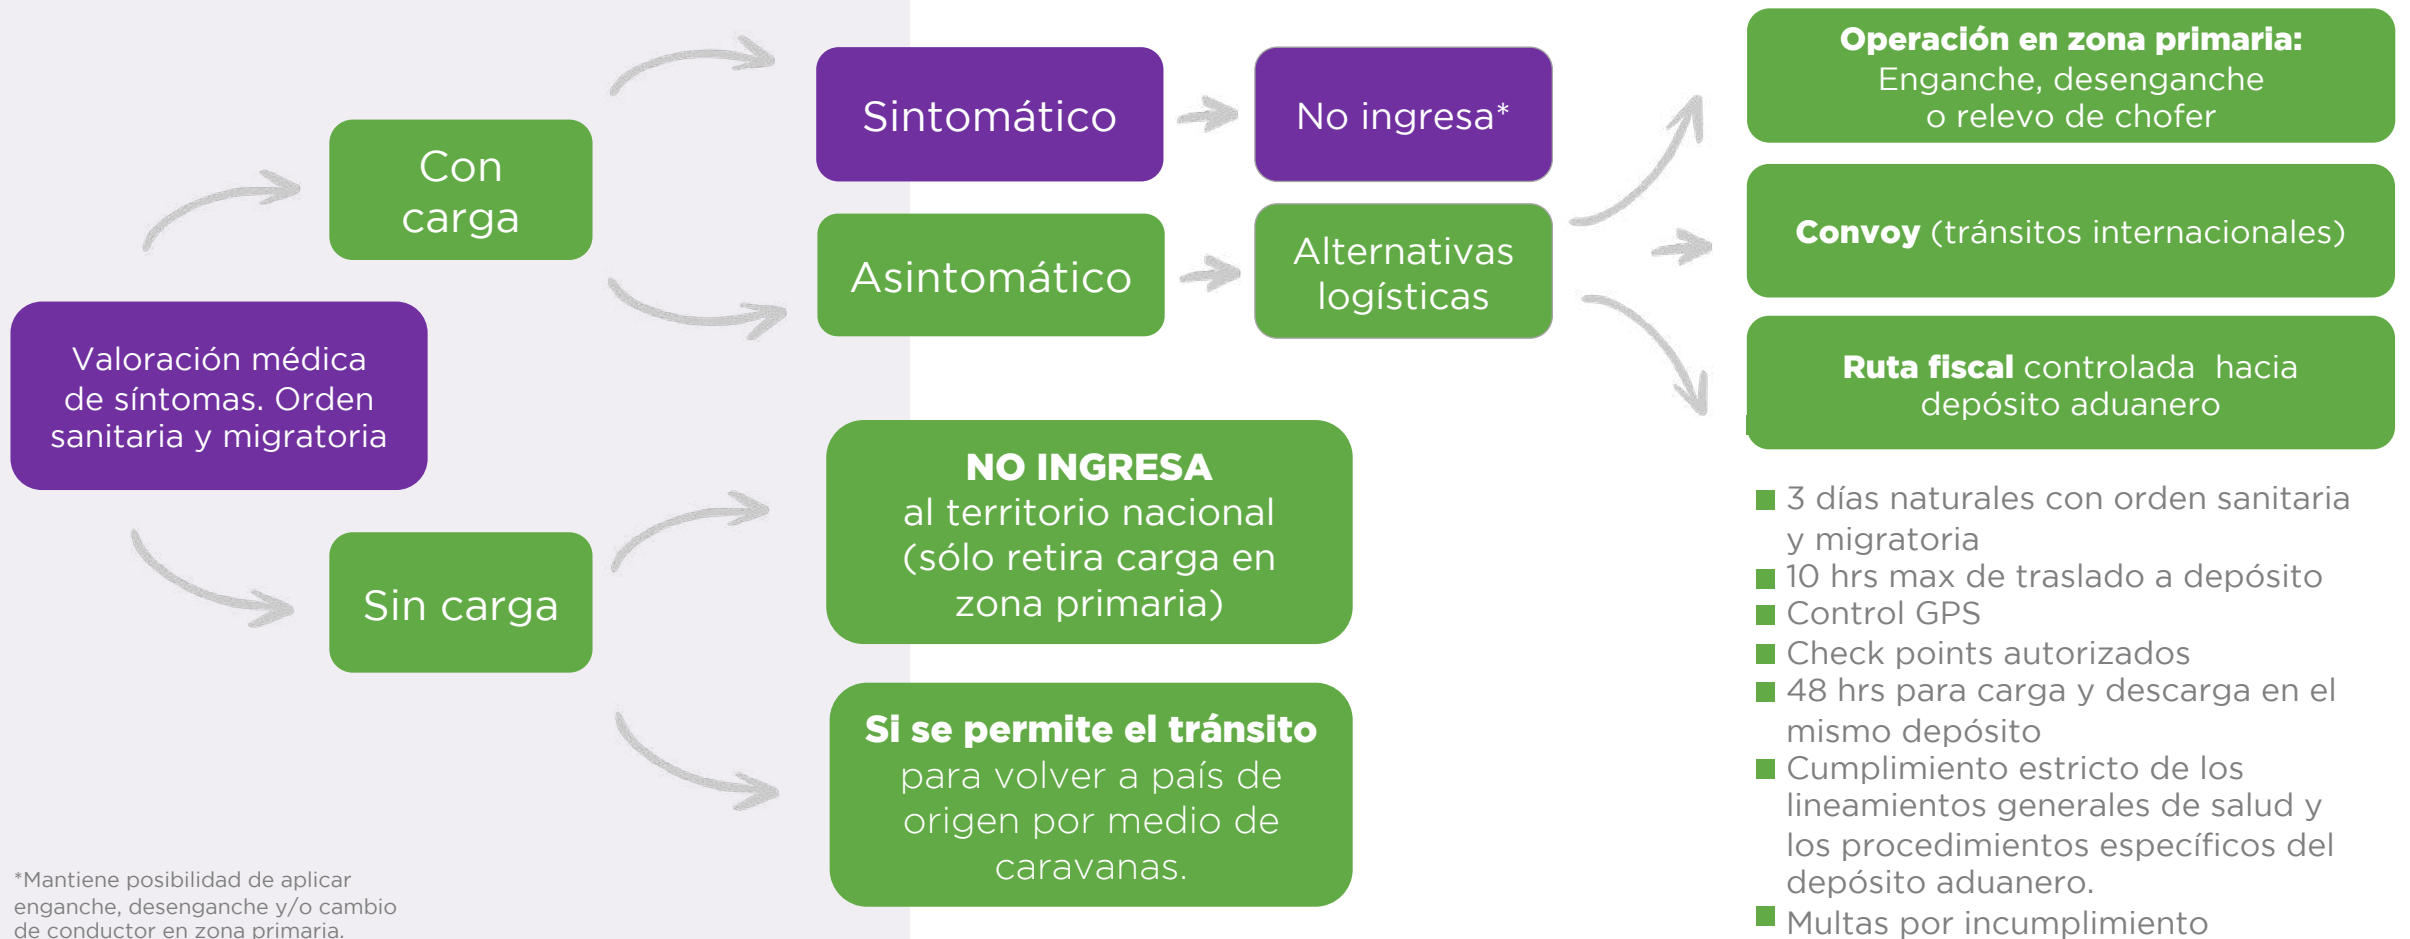 Valoración médica
de síntomas. Orden
sanitaria y migratoria
Con
carga
Sintomático
No ingresa*
Asintomático
Alternativas
logísticas
Operación en zona primaria:
Enganche, desenganche
o relevo de chofer
Convoy (tránsitos internacionales)
Ruta fiscal controlada hacia
depósito aduanero
3 días naturales con orden sanitaria
y migratoria
10 hrs max de traslado a depósito
Control GPS
Check points autorizados
48 hrs para carga y descarga en el
mismo depósito
Cumplimiento estricto de los
lineamientos generales de salud y
los procedimientos específicos del
depósito aduanero.
Multas por incumplimiento
Sin carga
NO INGRESA
al territorio nacional
(sólo retira carga en
zona primaria)
Si se permite el tránsito
para volver a país de
origen por medio de
caravanas.
*Mantiene posibilidad de aplicar
enganche, desenganche y/o cambio
de conductor en zona primaria.